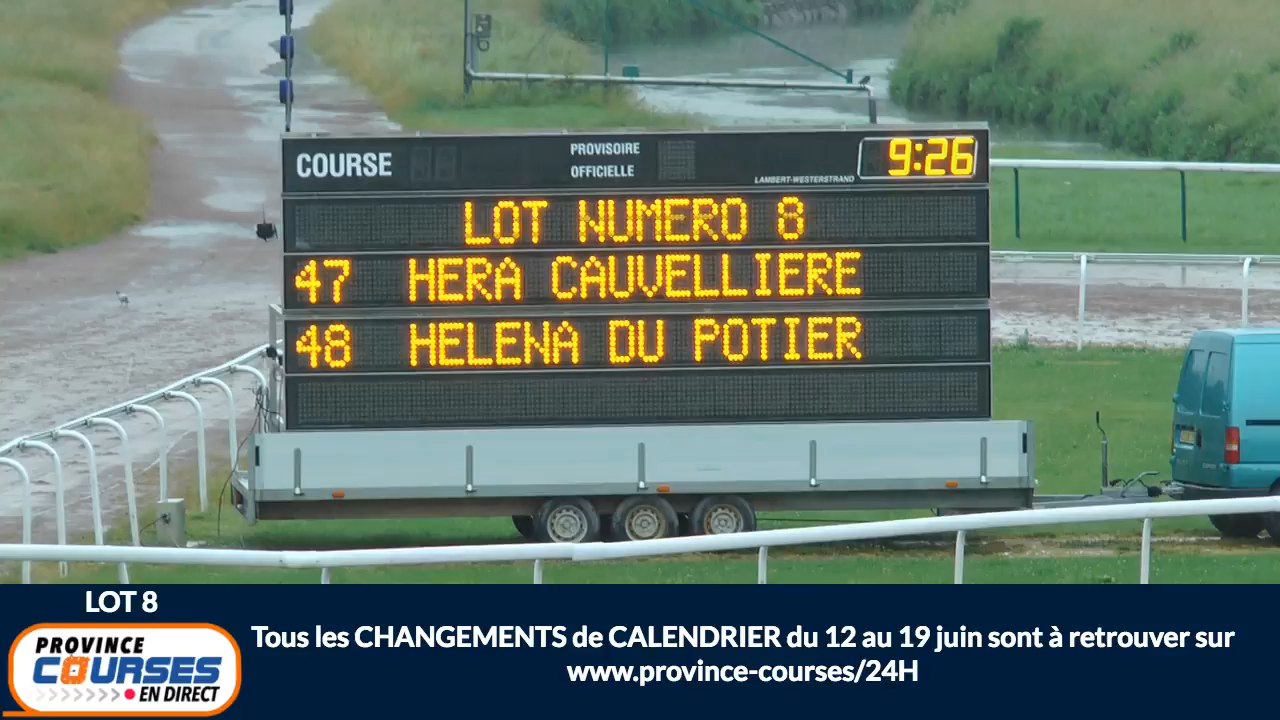 COURSE
PROVISOIRE
OFFICIELLE
LAMBERT-WESTERSTRAND
9:26
LOT NUMERO 8
47 HERA CAUVELLIERE
48 HELENA DU POTIER
LOT 8
PROVINCE
COURSES
EN DIRECT
Tous les CHANGEMENTS de CALENDRIER du 12 au 19 juin sont à retrouver sur
www.province-courses/24H